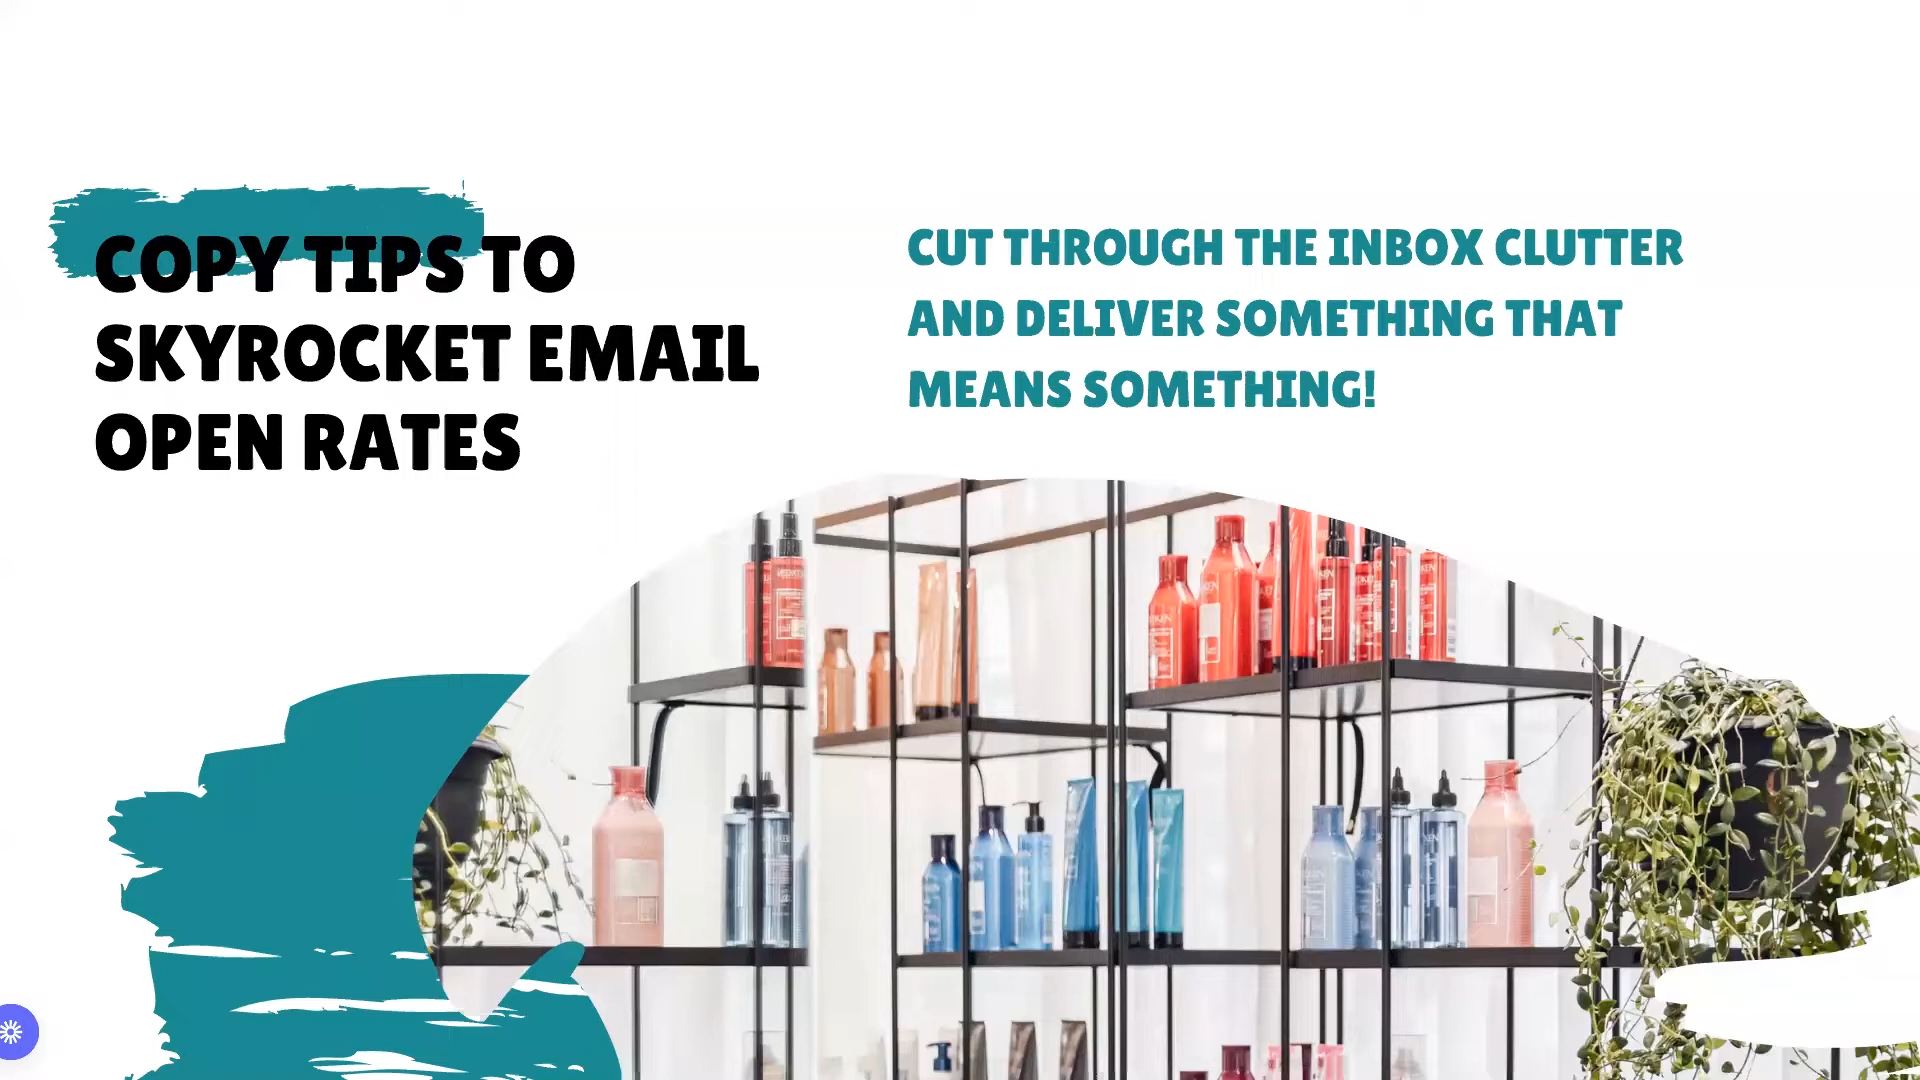 COPY TIPS TO
SKYROCKET EMAIL
OPEN RATES
CUT THROUGH THE INBOX CLUTTER
AND DELIVER SOMETHING THAT
MEANS SOMETHING!